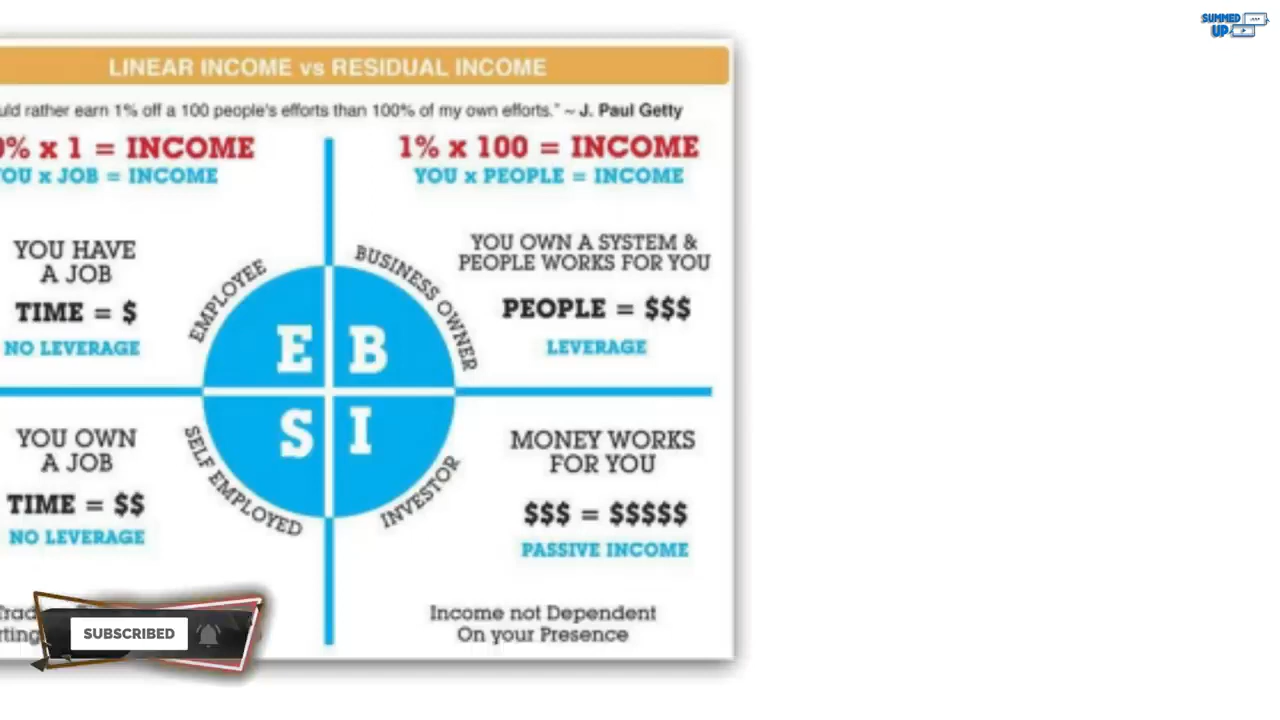 SUMMED
UP
LINEAR INCOME vs RESIDUAL INCOME
rather earn 1% off a 100 people's efforts than 100% of my own efforts." ~ J. Paul Getty
x 1 = INCOME
x JOB = INCOME
1% x 100 = INCOME
YOU x PEOPLE = INCOME
YOU HAVE
A JOB
TIME = $
NO LEVERAGE
EMPLOYEE
BUSINESS OWNER
YOU OWN A SYSTEM &
PEOPLE WORKS FOR YOU
PEOPLE = $$$
LEVERAGE
E B
S I
YOU OWN
A JOB
TIME = $$
NO LEVERAGE
SELF EMPLOYED
INVESTOR
MONEY WORKS
FOR YOU
$$$ = $$$$$
PASSIVE INCOME
Income not Dependent
On your Presence
SUBSCRIBED